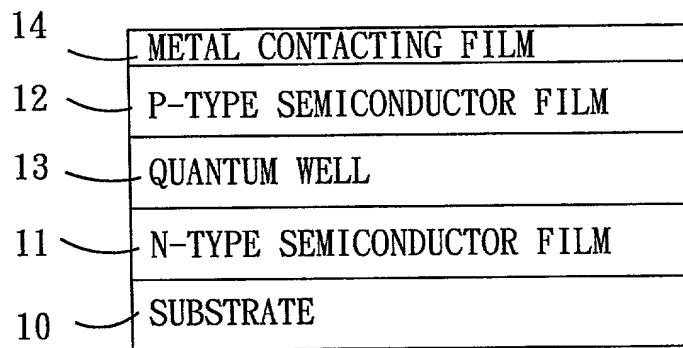 14 METAL CONTACTING FILM
12 P-TYPE SEMICONDUCTOR FILM
13 QUANTUM WELL
11 N-TYPE SEMICONDUCTOR FILM
10 SUBSTRATE